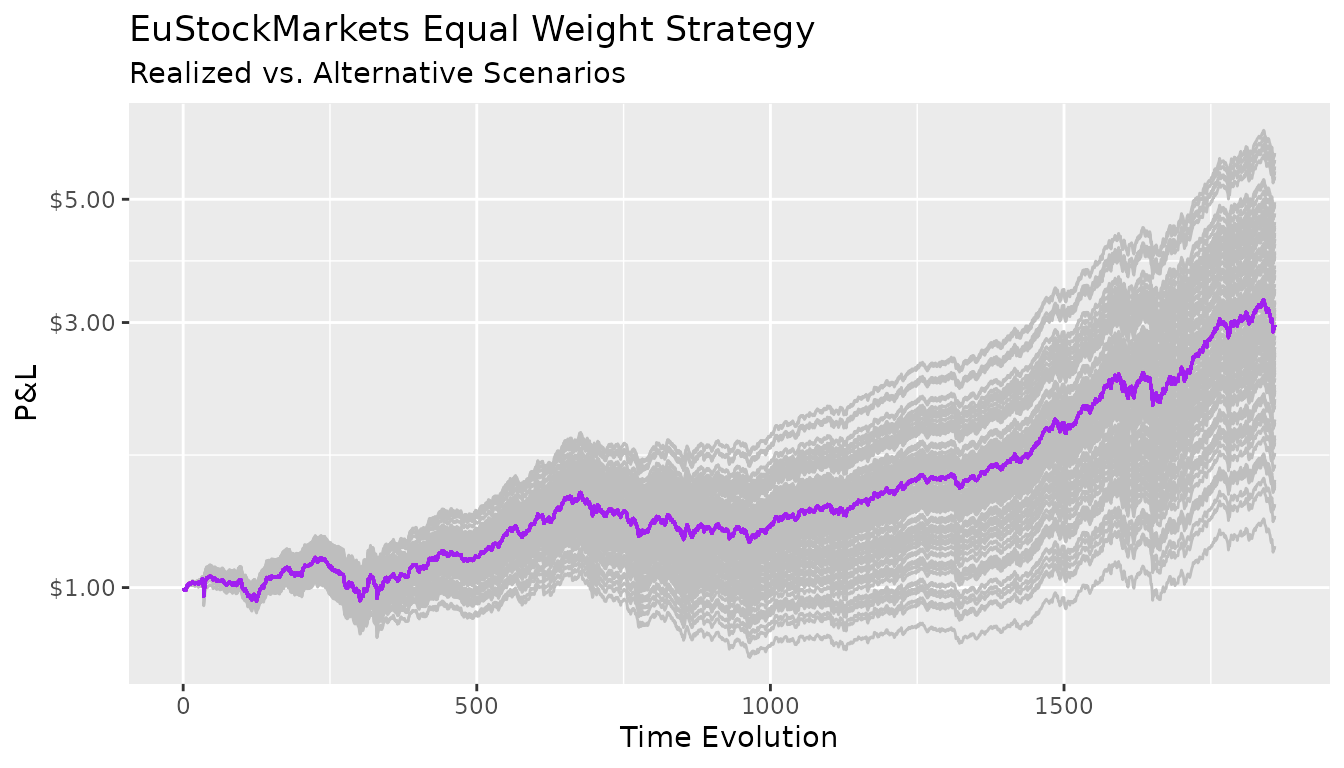 EuStockMarkets Equal Weight Strategy
Realized vs. Alternative Scenarios
$5.00
$3.00
$1.00
P&L
0 500 1000 1500
Time Evolution